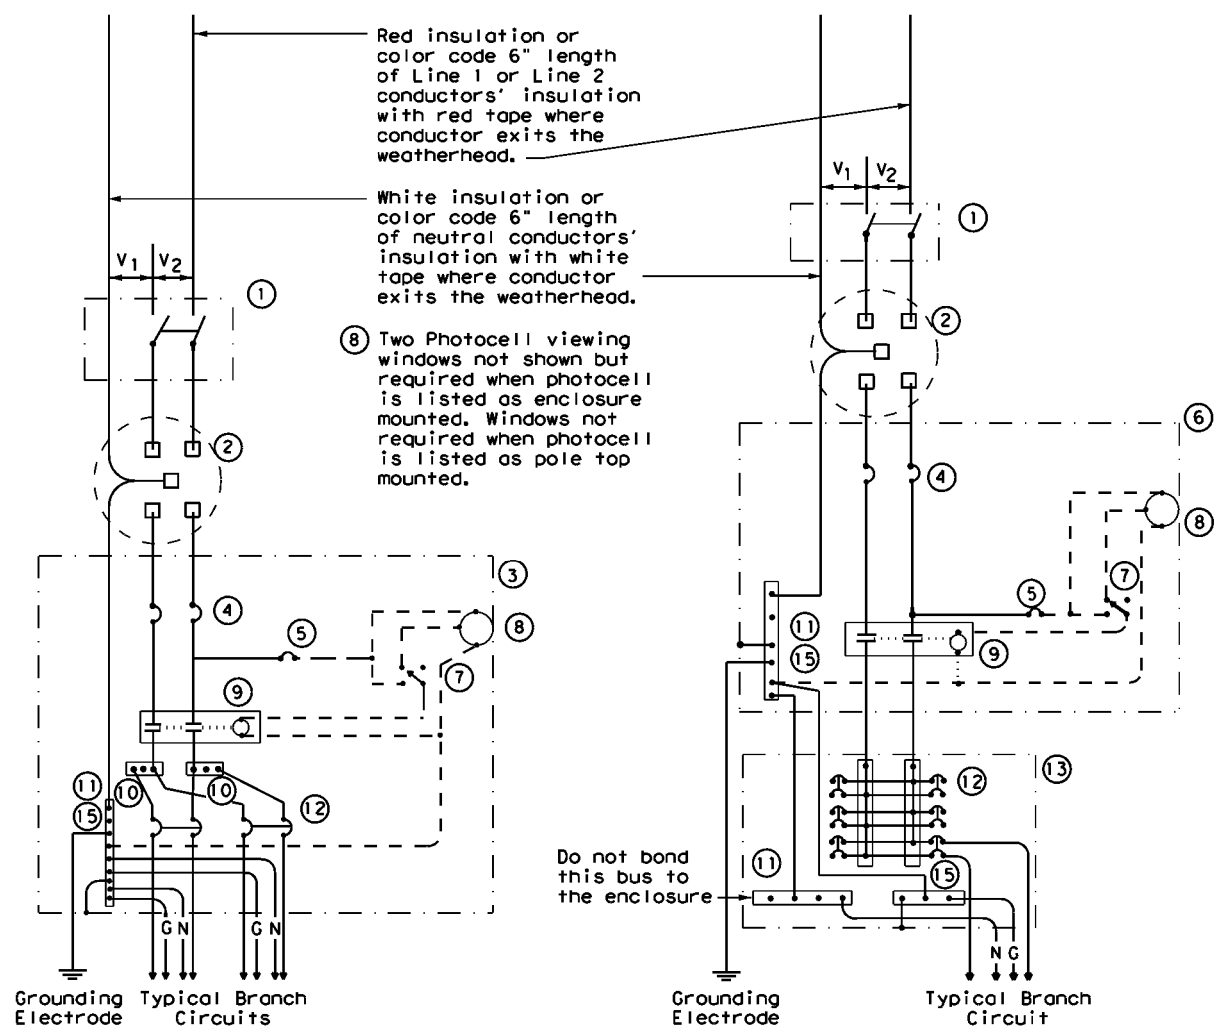 Red insulation or
color code 6" length
of Line 1 or Line 2
conductors' insulation
with red tape where
conductor exits the
weatherhead.
White insulation or
color code 6" length
of neutral conductors'
insulation with white
tape where conductor
exits the weatherhead.
8 Two Photocell viewing
windows not shown but
required when photocell
is listed as enclosure
mounted. Windows not
required when photocell
is listed as pole top
mounted.
V1 V2
1
2
3
4
5
8
7
9
11
10
10
12
15
G N G N
Grounding
Electrode
Typical Branch
Circuits
V1 V2
1
2
6
4
8
7
5
11
15
9
13
12
11
15
Do not bond
this bus to
the enclosure
N G
Grounding
Electrode
Typical Branch
Circuit